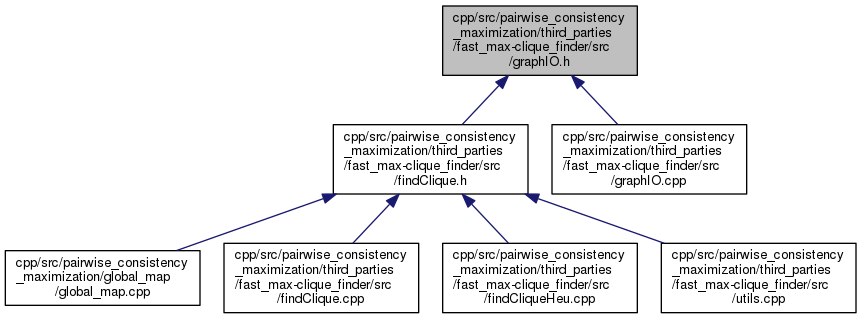 cpp/src/pairwise_consistency
_maximization/third_parties
/fast_max-clique_finder/src
/graphIO.h
cpp/src/pairwise_consistency
_maximization/third_parties
/fast_max-clique_finder/src
/findClique.h
cpp/src/pairwise_consistency
_maximization/third_parties
/fast_max-clique_finder/src
/graphIO.cpp
cpp/src/pairwise_consistency
_maximization/global_map
/global_map.cpp
cpp/src/pairwise_consistency
_maximization/third_parties
/fast_max-clique_finder/src
/findClique.cpp
cpp/src/pairwise_consistency
_maximization/third_parties
/fast_max-clique_finder/src
/findCliqueHeu.cpp
cpp/src/pairwise_consistency
_maximization/third_parties
/fast_max-clique_finder/src
/utils.cpp